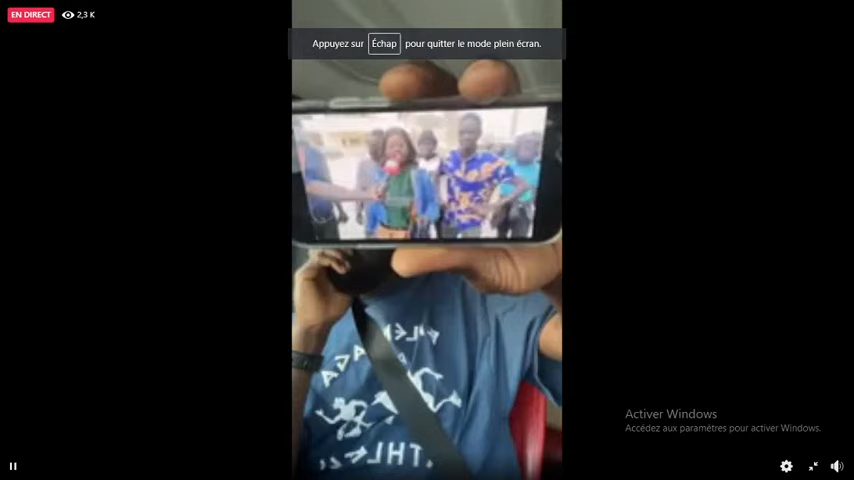 EN DIRECT 2,3 K
Appuyez sur Échap pour quitter le mode plein écran.
Activer Windows
Accédez aux paramètres pour activer Windows.